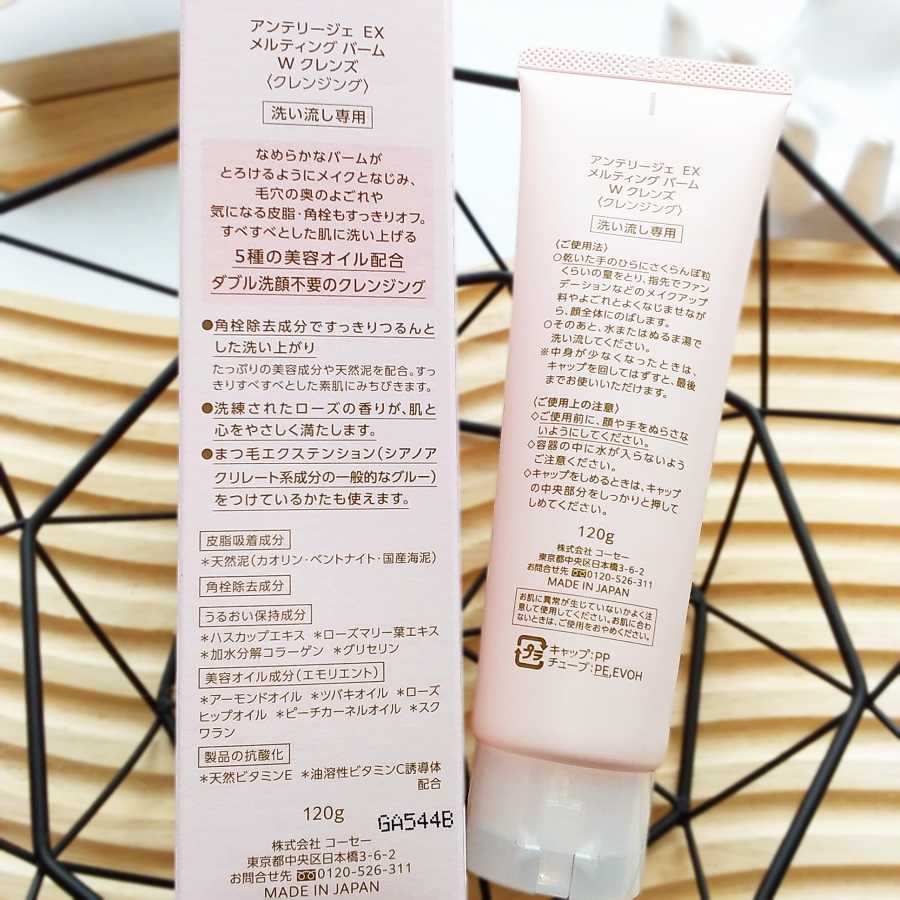 アンテリージェ EX
メルティング バーム
W クレンズ
〈クレンジング〉
洗い流し専用
なめらかなバームが
とろけるようにメイクとなじみ、
毛穴の奥のよごれや
気になる皮脂・角栓もすっきりオフ。
すべすべとした肌に洗い上げる
5種の美容オイル配合
ダブル洗顔不要のクレンジング
●角栓除去成分ですっきりつるんと
した洗い上がり
たっぷりの美容成分や天然泥を配合。すっ
きりすべすべとした素肌にみちびきます。
●洗練されたローズの香りが、肌と
心をやさしく満たします。
●まつ毛エクステンション(シアノア
クリレート系成分の一般的なグルー)
をつけているかたも使えます。
皮脂吸着成分
＊天然泥(カオリン・ベントナイト・国産海泥)
角栓除去成分
うるおい保持成分
＊ハスカップエキス ＊ローズマリー葉エキス
＊加水分解コラーゲン ＊グリセリン
美容オイル成分(エモリエント)
＊アーモンドオイル ＊ツバキオイル ＊ローズ
ヒップオイル ＊ピーチカーネルオイル ＊スク
ワラン
製品の抗酸化
＊天然ビタミンE ＊油溶性ビタミンC誘導体
配合
120g
GA544B
株式会社 コーセー
東京都中央区日本橋3-6-2
お問合せ先 0120-526-311
MADE IN JAPAN
アンテリージェ EX
メルティング バーム
W クレンズ
〈クレンジング〉
洗い流し専用
〈ご使用法〉
○乾いた手のひらにさくらんぼ粒
くらいの量をとり、指先でファン
デーションなどのメイクアップ
料やよごれとよくなじませなが
ら、顔全体にのばします。
○そのあと、水またはぬるま湯で
洗い流してください。
※中身が少なくなったときは、
キャップを回してはずすと、最後
までお使いいただけます。
〈ご使用上の注意〉
◇ご使用前に、顔や手をぬらさな
いようにしてください。
◇容器の中に水が入らないよう
ご注意ください。
◇キャップをしめるときは、キャップ
の中央部分をしっかりと押して
しめてください。
120g
株式会社 コーセー
東京都中央区日本橋3-6-2
お問合せ先 0120-526-311
MADE IN JAPAN
お肌に異常が生じていないかよく注
意して使用してください。お肌に合わ
ないときは、ご使用をおやめください。
プラ
キャップ:PP
チューブ:PE,EVOH